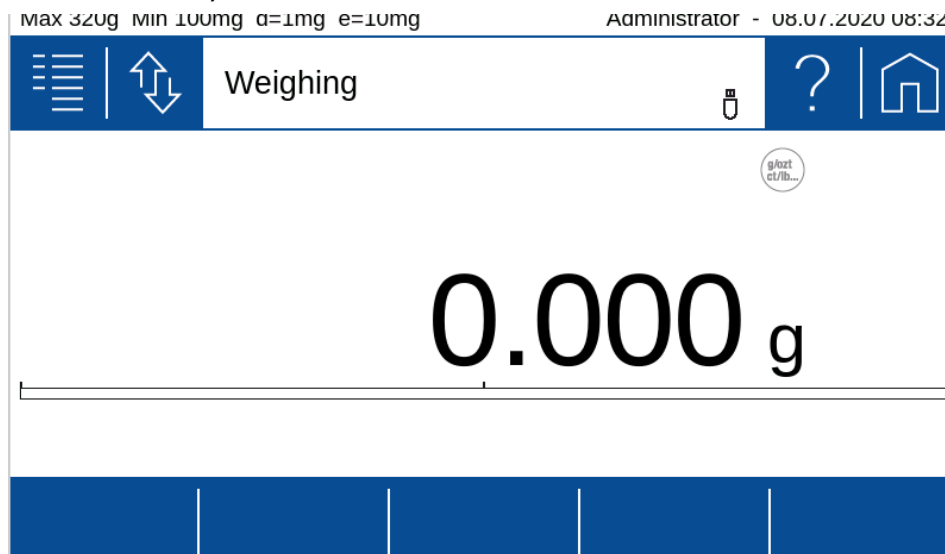 Max 320g Min 100mg d=1mg e=10mg Administrator - 08.07.2020 08:32
Weighing
g/ozt
ct/lb...
0.000 g